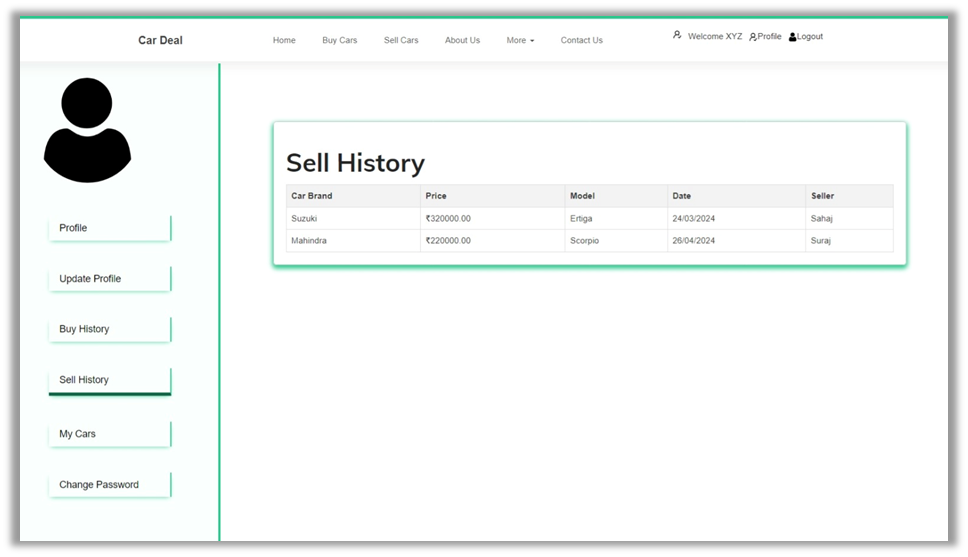 Car Deal Home Buy Cars Sell Cars About Us More Contact Us Welcome XYZ Profile Logout
Profile
Update Profile
Buy History
Sell History
My Cars
Change Password
Sell History
Car Brand Price Model Date Seller
Suzuki ₹320000.00 Ertiga 24/03/2024 Sahaj
Mahindra ₹220000.00 Scorpio 26/04/2024 Suraj